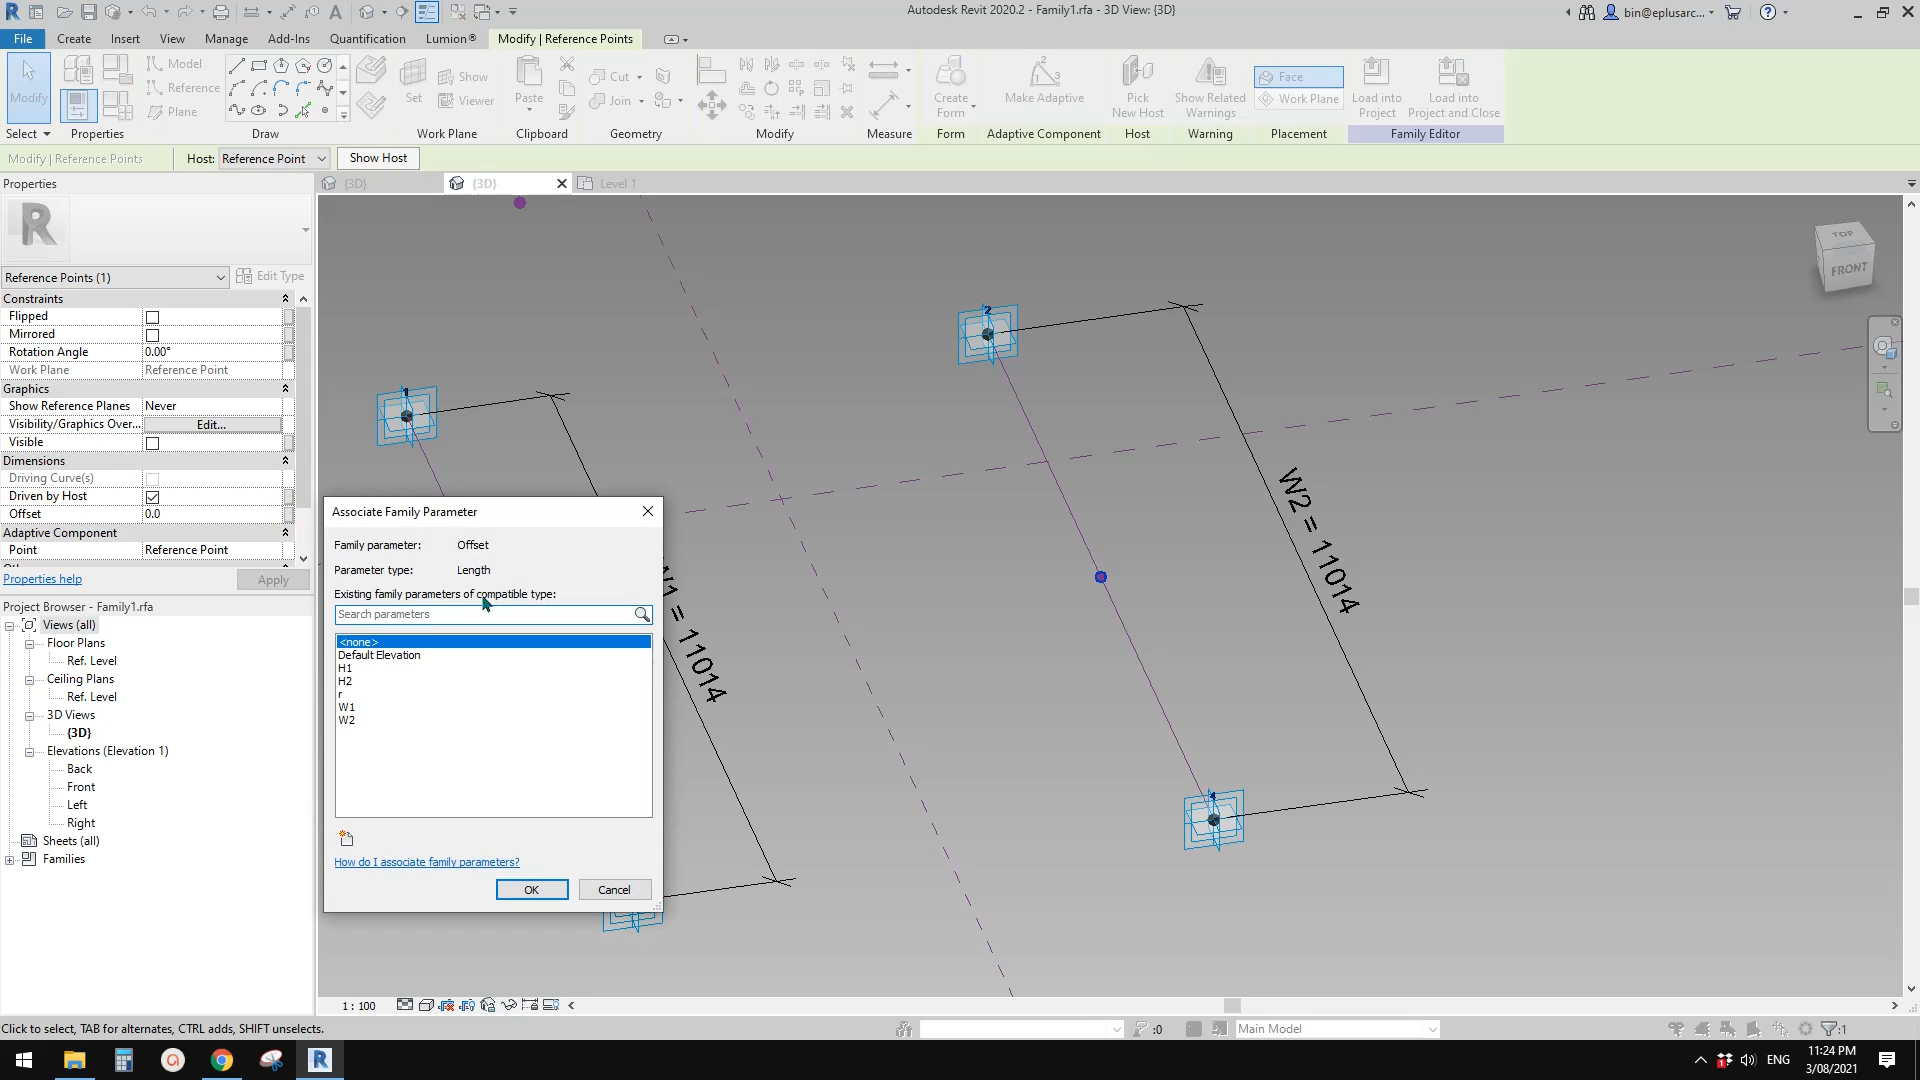 Autodesk Revit 2020.2 - Family1.rfa - 3D View: {3D}
bin@eplusarc...
File
Create
Insert
View
Manage
Add-Ins
Quantification
Lumion®
Modify | Reference Points
Modify
Model
Reference
Plane
Set
Show
Viewer
Paste
Cut
Join
Create Form
Make Adaptive
Pick New Host
Show Related Warnings
Face
Work Plane
Load into Project
Load into Project and Close
Select
Properties
Draw
Work Plane
Clipboard
Geometry
Modify
Measure
Form
Adaptive Component
Host
Warning
Placement
Family Editor
Modify | Reference Points
Host:
Reference Point
Show Host
Properties
{3D}
{3D}
Level 1
Reference Points (1)
Edit Type
Constraints
Flipped
Mirrored
Rotation Angle
0.00°
Work Plane
Reference Point
Graphics
Show Reference Planes
Never
Visibility/Graphics Over...
Edit...
Visible
Dimensions
Driving Curve(s)
Driven by Host
Offset
0.0
Adaptive Component
Point
Reference Point
Properties help
Apply
Project Browser - Family1.rfa
Views (all)
Floor Plans
Ref. Level
Ceiling Plans
Ref. Level
3D Views
{3D}
Elevations (Elevation 1)
Back
Front
Left
Right
Sheets (all)
Families
TOP
FRONT
1
2
4
W2 = 11014
W1 = 11014
Associate Family Parameter
Family parameter:
Offset
Parameter type:
Length
Existing family parameters of compatible type:
Search parameters
<none>
Default Elevation
H1
H2
r
W1
W2
How do I associate family parameters?
OK
Cancel
1 : 100
Click to select, TAB for alternates, CTRL adds, SHIFT unselects.
:0
Main Model
:1
ENG
11:24 PM
3/08/2021